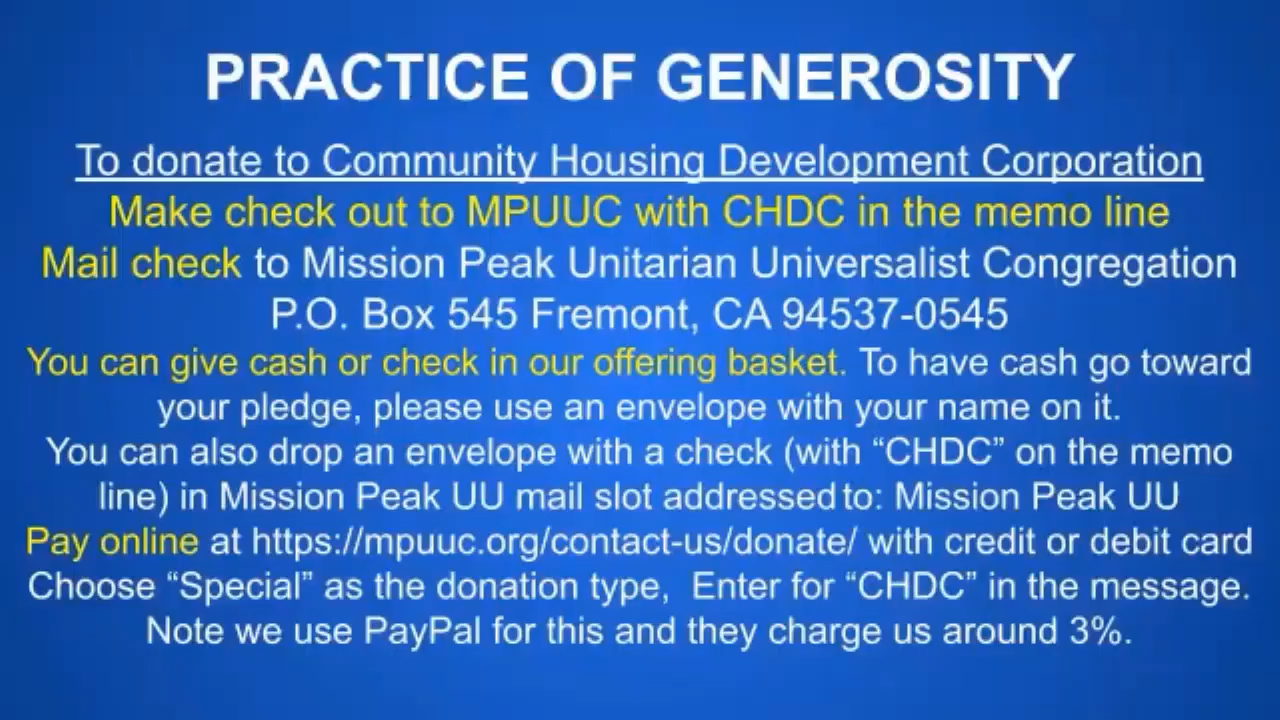 PRACTICE OF GENEROSITY
To donate to Community Housing Development Corporation
Make check out to MPUUC with CHDC in the memo line
Mail check to Mission Peak Unitarian Universalist Congregation
P.O. Box 545 Fremont, CA 94537-0545
You can give cash or check in our offering basket. To have cash go toward
your pledge, please use an envelope with your name on it.
You can also drop an envelope with a check (with “CHDC” on the memo
line) in Mission Peak UU mail slot addressed to: Mission Peak UU
Pay online at https://mpuuc.org/contact-us/donate/ with credit or debit card
Choose “Special” as the donation type,  Enter for “CHDC” in the message.
Note we use PayPal for this and they charge us around 3%.